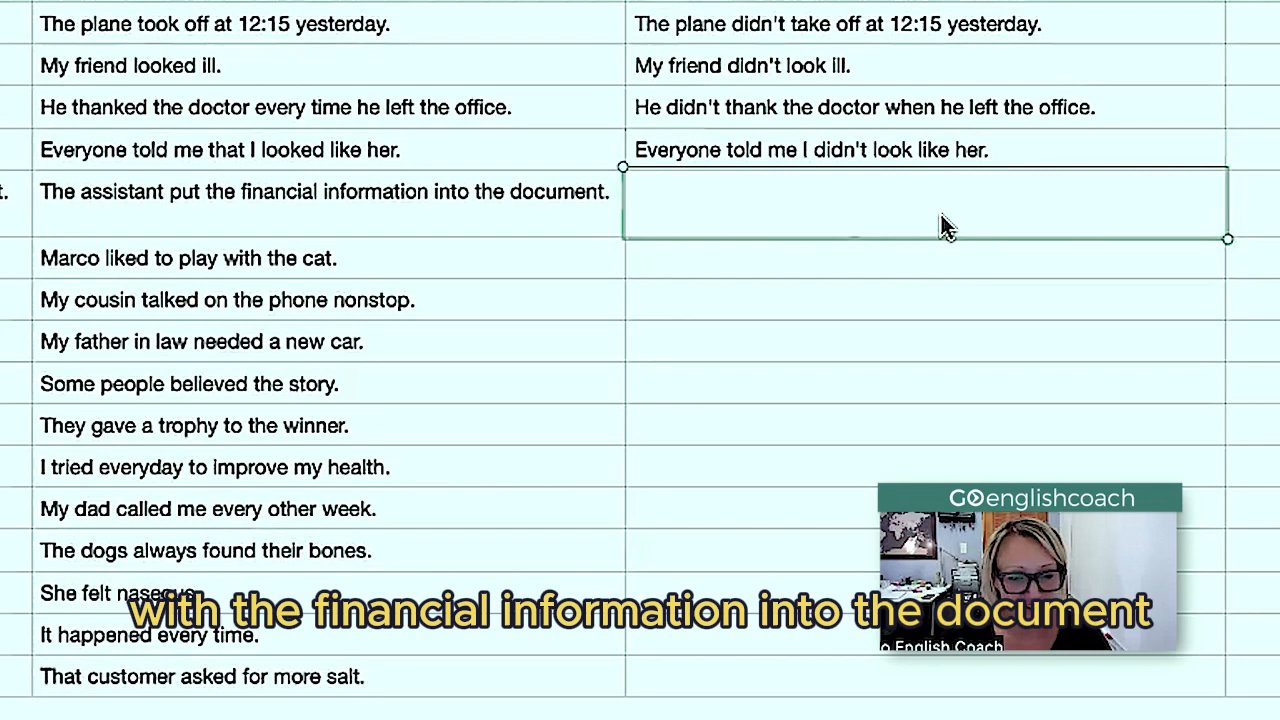 The plane took off at 12:15 yesterday. The plane didn't take off at 12:15 yesterday.
My friend looked ill. My friend didn't look ill.
He thanked the doctor every time he left the office. He didn't thank the doctor when he left the office.
Everyone told me that I looked like her. Everyone told me I didn't look like her.
t. The assistant put the financial information into the document.
Marco liked to play with the cat.
My cousin talked on the phone nonstop.
My father in law needed a new car.
Some people believed the story.
They gave a trophy to the winner.
I tried everyday to improve my health.
GO englishcoach
My dad called me every other week.
The dogs always found their bones.
She felt
with the financial information into the document
It happened every time.
o English Coach
That customer asked for more salt.